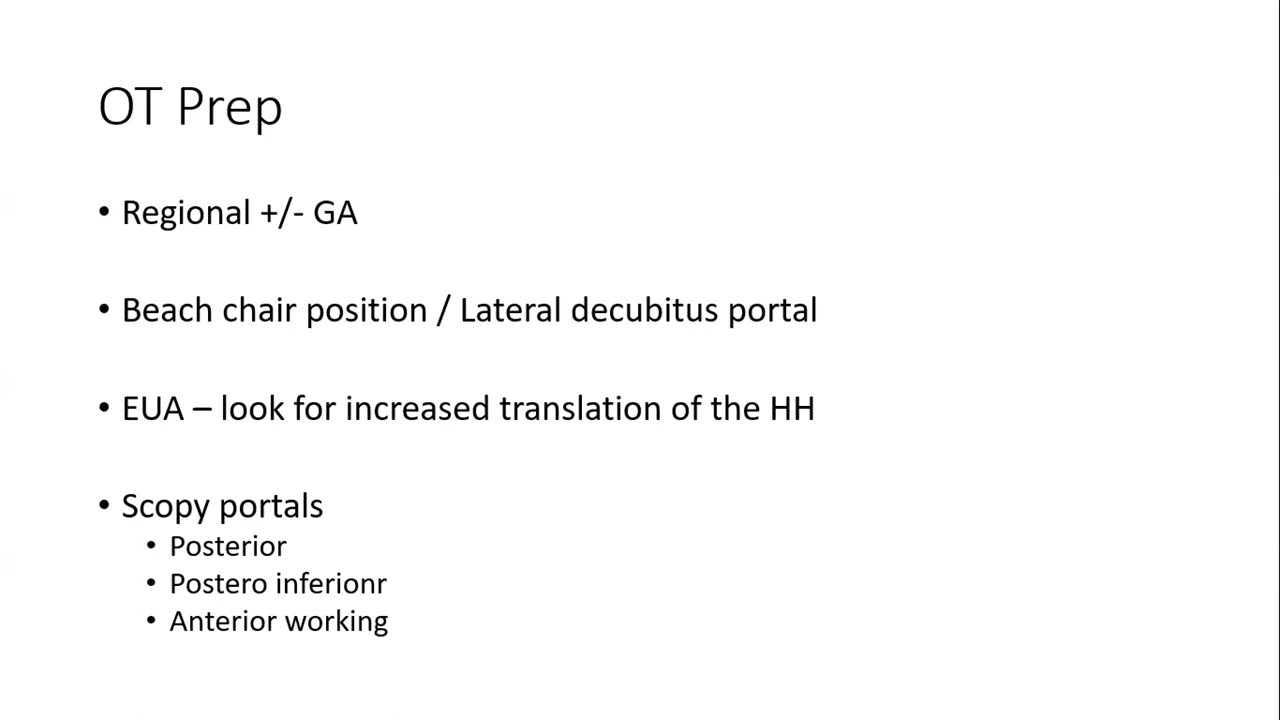 OT Prep
• Regional +/- GA
• Beach chair position / Lateral decubitus portal
• EUA – look for increased translation of the HH
• Scopy portals
• Posterior
• Postero inferionr
• Anterior working